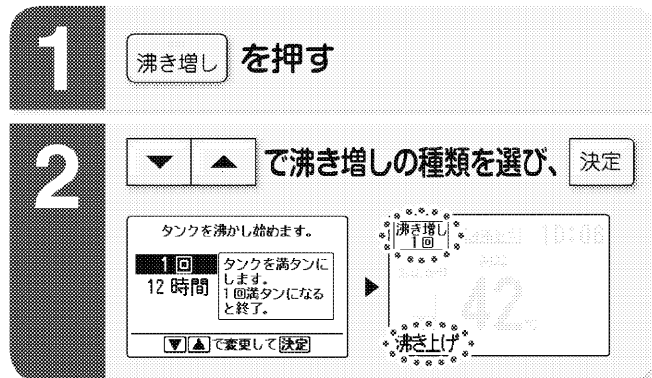 1
沸き増し を押す
2
▼ ▲ で沸き増しの種類を選び、 決定
タンクを沸かし始めます。
1回
12時間
タンクを満タンに
します。
1回満タンになる
と終了。
▼▲で変更して決定
沸き増し
1回
10:08
42℃
沸き上げ